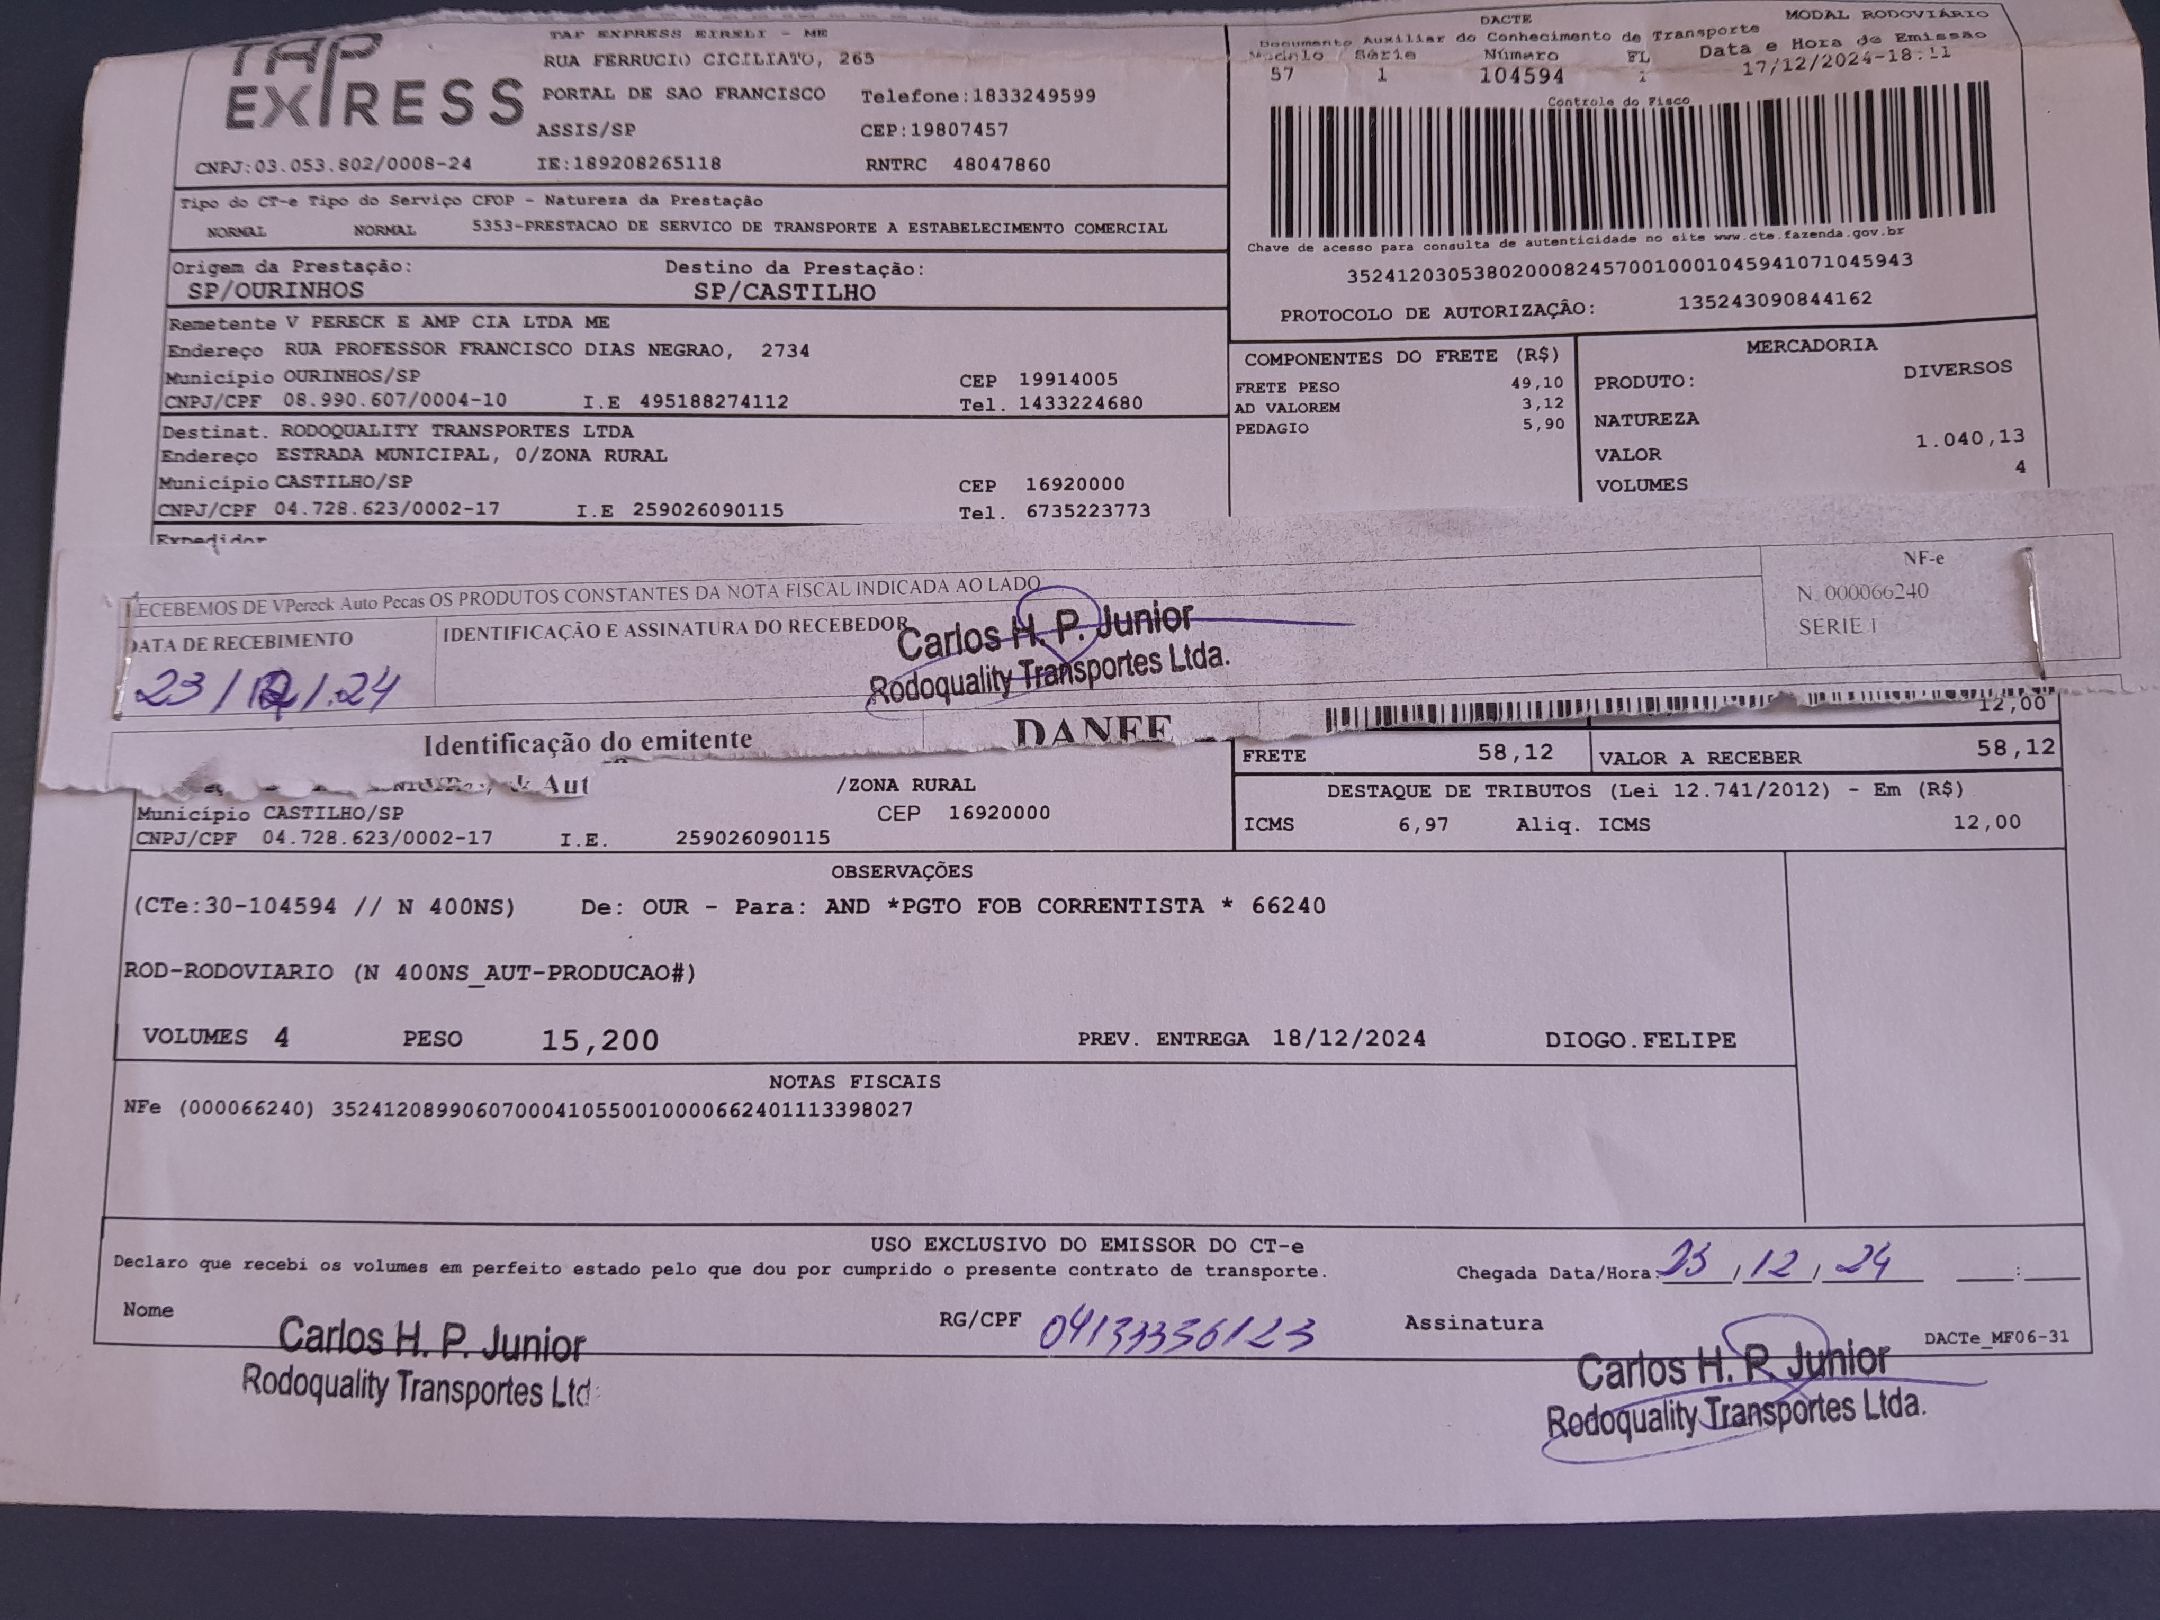 TAP
EXPRESS
TAP EXPRESS EIRELI - ME
RUA FERRUCIO CICILIATO, 265
PORTAL DE SAO FRANCISCO Telefone:1833249599
ASSIS/SP CEP:19807457
CNPJ:03.053.802/0008-24 IE:189208265118 RNTRC 48047860
DACTE MODAL RODOVIÁRIO
Documento Auxiliar do Conhecimento de Transporte
Modelo Série Número FL Data e Hora de Emissão
57 1 104594 1 17/12/2024-18:11
Controle do Fisco
Chave de acesso para consulta de autenticidade no site www.cte.fazenda.gov.br
35241203053802000824570010001045941071045943
PROTOCOLO DE AUTORIZAÇÃO: 135243090844162
Tipo do CT-e Tipo do Serviço CFOP - Natureza da Prestação
NORMAL NORMAL 5353-PRESTACAO DE SERVICO DE TRANSPORTE A ESTABELECIMENTO COMERCIAL
Origem da Prestação: Destino da Prestação:
SP/OURINHOS SP/CASTILHO
Remetente V PERECK E AMP CIA LTDA ME
Endereço RUA PROFESSOR FRANCISCO DIAS NEGRAO, 2734
Município OURINHOS/SP CEP 19914005
CNPJ/CPF 08.990.607/0004-10 I.E 495188274112 Tel. 1433224680
Destinat. RODOQUALITY TRANSPORTES LTDA
Endereço ESTRADA MUNICIPAL, 0/ZONA RURAL
Município CASTILHO/SP CEP 16920000
CNPJ/CPF 04.728.623/0002-17 I.E 259026090115 Tel. 6735223773
Expedidor
COMPONENTES DO FRETE (R$)
FRETE PESO 49,10
AD VALOREM 3,12
PEDAGIO 5,90
MERCADORIA
PRODUTO: DIVERSOS
NATUREZA
VALOR 1.040,13
VOLUMES 4
RECEBEMOS DE VPereck Auto Pecas OS PRODUTOS CONSTANTES DA NOTA FISCAL INDICADA AO LADO
DATA DE RECEBIMENTO IDENTIFICAÇÃO E ASSINATURA DO RECEBEDOR
23/12/.24
Carlos H. P. Junior
Rodoquality Transportes Ltda.
NF-e
N. 000066240
SERIE 1
Identificação do emitente DANFE
12,00
FRETE 58,12 VALOR A RECEBER 58,12
/ZONA RURAL
Município CASTILHO/SP CEP 16920000
CNPJ/CPF 04.728.623/0002-17 I.E. 259026090115
DESTAQUE DE TRIBUTOS (Lei 12.741/2012) - Em (R$)
ICMS 6,97 Aliq. ICMS 12,00
OBSERVAÇÕES
(CTe:30-104594 // N 400NS) De: OUR - Para: AND *PGTO FOB CORRENTISTA * 66240
ROD-RODOVIARIO (N 400NS_AUT-PRODUCAO#)
VOLUMES 4 PESO 15,200 PREV. ENTREGA 18/12/2024 DIOGO.FELIPE
NOTAS FISCAIS
NFe (000066240) 35241208990607000410550010000662401113398027
USO EXCLUSIVO DO EMISSOR DO CT-e
Declaro que recebi os volumes em perfeito estado pelo que dou por cumprido o presente contrato de transporte. Chegada Data/Hora: 23/12/24 __:__
Nome RG/CPF 04133356123 Assinatura DACTe_MF06-31
Carlos H. P. Junior
Rodoquality Transportes Ltd
Carlos H. P. Junior
Rodoquality Transportes Ltda.